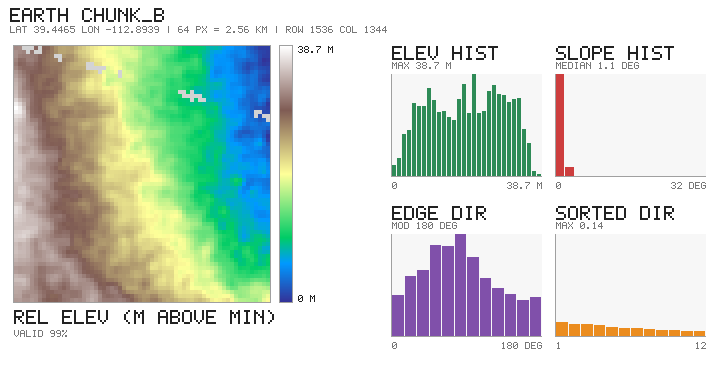 EARTH CHUNK_B
LAT 39.4465 LON -112.8939 | 64 PX = 2.56 KM | ROW 1536 COL 1344
38.7 M
0 M
REL ELEV (M ABOVE MIN)
VALID 99%
ELEV HIST
MAX 38.7 M
0 38.7 M
SLOPE HIST
MEDIAN 1.1 DEG
0 32 DEG
EDGE DIR
MOD 180 DEG
0 180 DEG
SORTED DIR
MAX 0.14
1 12